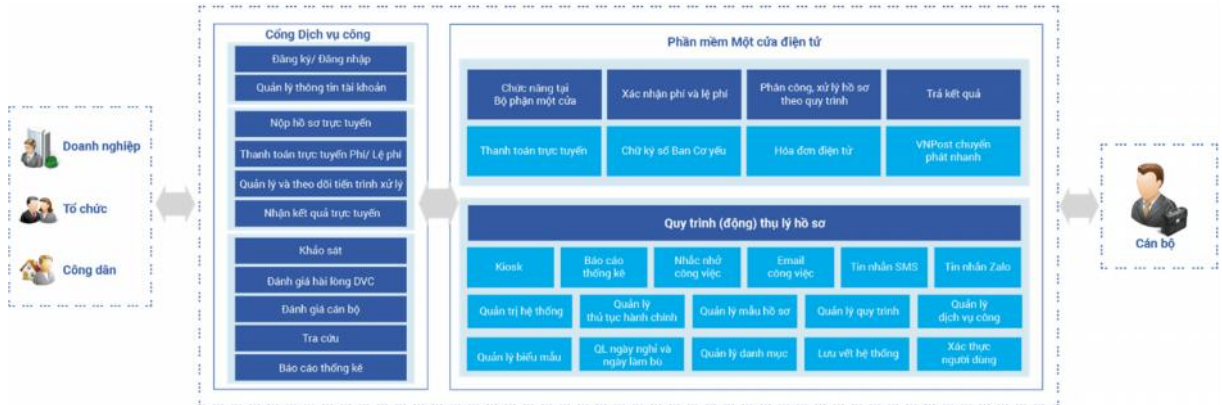 Doanh nghiệp
Tổ chức
Công dân
Cổng Dịch vụ công
Đăng ký/ Đăng nhập
Quản lý thông tin tài khoản
Nộp hồ sơ trực tuyến
Thanh toán trực tuyến Phí/ Lệ phí
Quản lý và theo dõi tiến trình xử lý
Nhận kết quả trực tuyến
Khảo sát
Đánh giá hài lòng DVC
Đánh giá cán bộ
Tra cứu
Báo cáo thống kê
Phần mềm Một cửa điện tử
Chức năng tại
Bộ phận một cửa
Xác nhận phí và lệ phí
Phân công, xử lý hồ sơ
theo quy trình
Trả kết quả
Thanh toán trực tuyến
Chữ ký số Ban Cơ yếu
Hóa đơn điện tử
VNPost chuyển
phát nhanh
Quy trình (động) thụ lý hồ sơ
Kiosk
Báo cáo
thống kê
Nhắc nhở
công việc
Email
công việc
Tin nhắn SMS
Tin nhắn Zalo
Quản trị hệ thống
Quản lý
thủ tục hành chính
Quản lý mẫu hồ sơ
Quản lý quy trình
Quản lý
dịch vụ công
Quản lý biểu mẫu
QL ngày nghỉ và
ngày làm bù
Quản lý danh mục
Lưu vết hệ thống
Xác thực
người dùng
Cán bộ